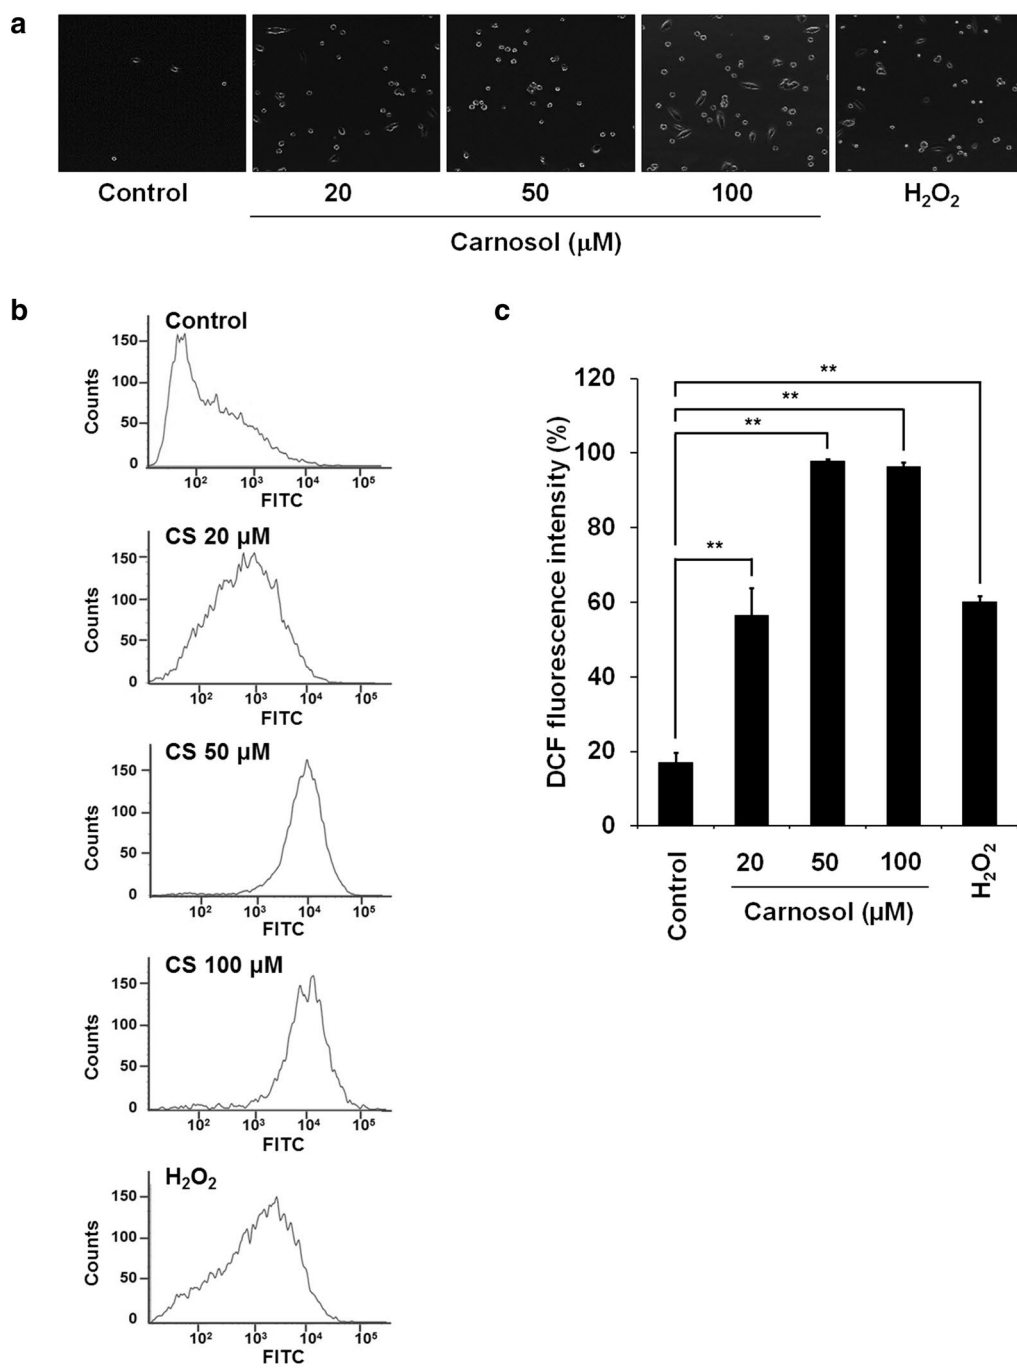 a
Control 20 50 100 H₂O₂
Carnosol (μM)
b
Control
150
100
50
0
Counts
10² 10³ 10⁴ 10⁵
FITC
CS 20 μM
150
100
50
0
Counts
10² 10³ 10⁴ 10⁵
FITC
CS 50 μM
150
100
50
0
Counts
10² 10³ 10⁴ 10⁵
FITC
CS 100 μM
150
100
50
0
Counts
10² 10³ 10⁴ 10⁵
FITC
H₂O₂
150
100
50
0
Counts
10² 10³ 10⁴ 10⁵
FITC
c
DCF fluorescence intensity (%)
120
100
80
60
40
20
0
**
**
**
**
Control 20 50 100 H₂O₂
Carnosol (μM)